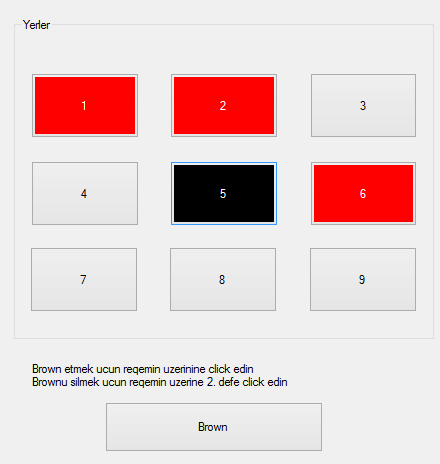 Yerler
1 2 3
4 5 6
7 8 9
Brown etmek ucun reqemin uzerinine click edin
Brownu silmek ucun reqemin uzerine 2. defe click edin
Brown